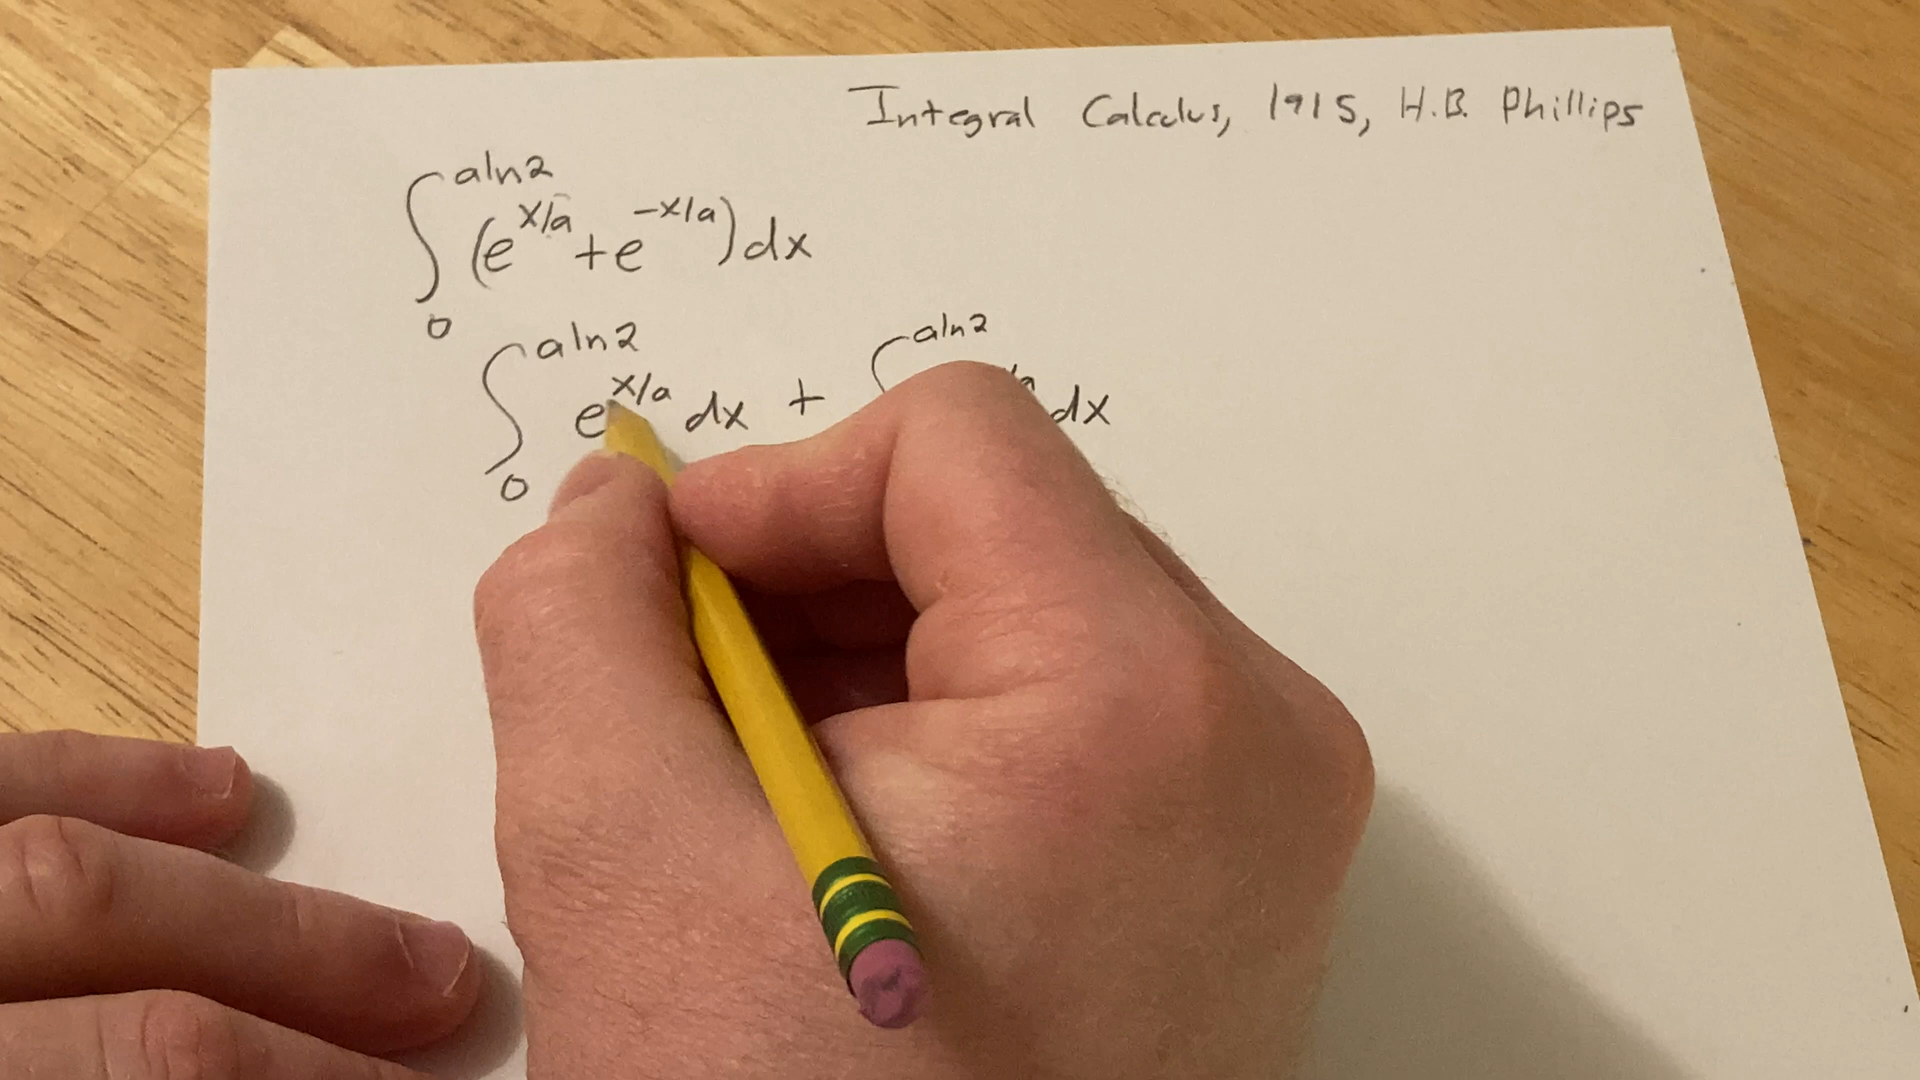 Integral Calculus, 1915, H.B. Phillips
∫₀^{aln2} (e^{x/a} + e^{-x/a}) dx
∫₀^{aln2} e^{x/a} dx + ∫^{aln2} dx